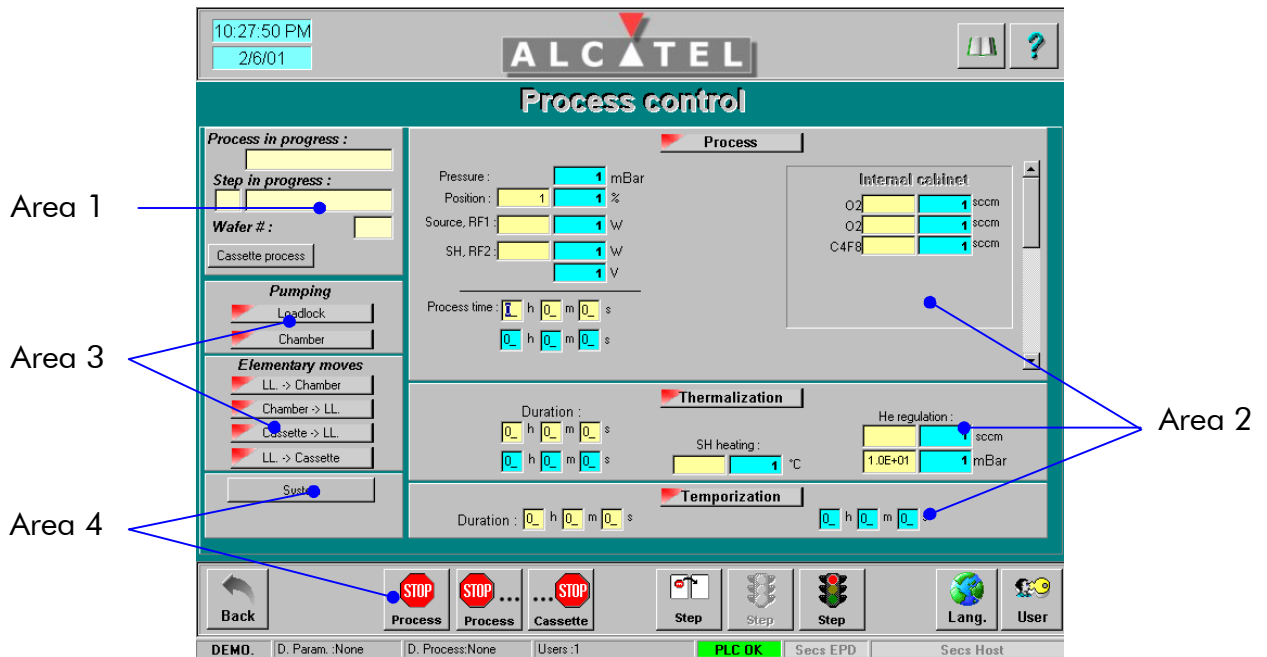 10:27:50 PM
2/6/01
ALCATEL
?
Process control
Area 1
Area 3
Area 4
Area 2
Process in progress :
Step in progress :
Wafer # :
Cassette process
Pumping
Loadlock
Chamber
Elementary moves
LL. -> Chamber
Chamber -> LL.
Cassette -> LL.
LL. -> Cassette
Process
Pressure : 1 mBar
Position : 1 1 %
Source, RF1 : 1 W
SH, RF2 : 1 W
1 V
Process time : 0_ h 0_ m 0_ s
0_ h 0_ m 0_ s
Internal cabinet
O2 1 sccm
O2 1 sccm
C4F8 1 sccm
Thermalization
Duration :
0_ h 0_ m 0_ s
0_ h 0_ m 0_ s
SH heating :
1 °C
He regulation :
1 sccm
1.0E+01 1 mBar
Temporization
Duration : 0_ h 0_ m 0_ s
0_ h 0_ m 0_ s
Back
STOP
Process
STOP ...
Process
... STOP
Cassette
Step
Step
Step
Lang.
User
DEMO. D. Param. :None D. Process:None Users :1 PLC OK Secs EPD Secs Host